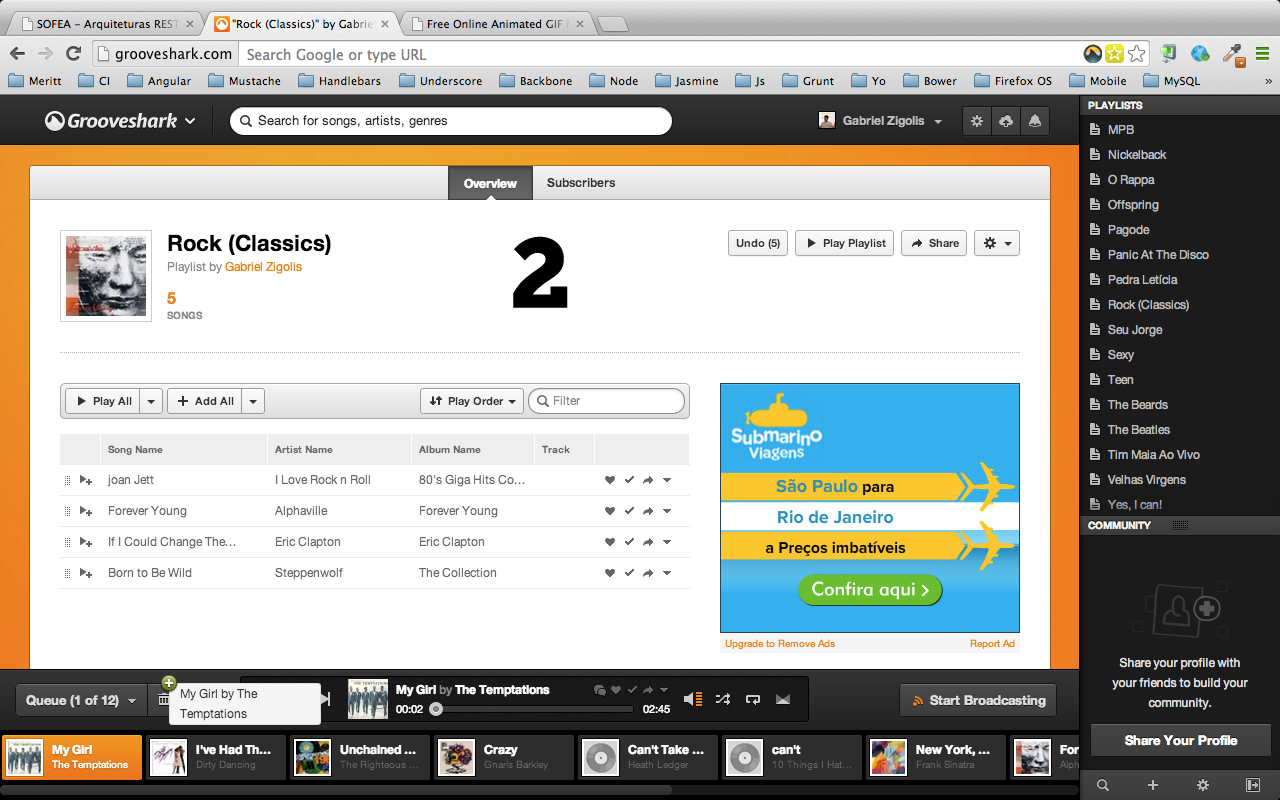 SOFEA – Arquiteturas REST
"Rock (Classics)" by Gabrie
Free Online Animated GIF M
grooveshark.com
Search Google or type URL
Meritt
CI
Angular
Mustache
Handlebars
Underscore
Backbone
Node
Jasmine
Js
Grunt
Yo
Bower
Firefox OS
Mobile
MySQL
»
Grooveshark
Search for songs, artists, genres
Gabriel Zigolis
Overview
Subscribers
Rock (Classics)
Playlist by Gabriel Zigolis
5
SONGS
2
Undo (5)
Play Playlist
Share
Play All
Add All
Play Order
Filter
Song Name Artist Name Album Name Track
joan Jett I Love Rock n Roll 80's Giga Hits Co...
Forever Young Alphaville Forever Young
If I Could Change The... Eric Clapton Eric Clapton
Born to Be Wild Steppenwolf The Collection
Submarino
Viagens
São Paulo para
Rio de Janeiro
a Preços imbatíveis
Confira aqui >
Upgrade to Remove Ads
Report Ad
PLAYLISTS
MPB
Nickelback
O Rappa
Offspring
Pagode
Panic At The Disco
Pedra Letícia
Rock (Classics)
Seu Jorge
Sexy
Teen
The Beards
The Beatles
Tim Maia Ao Vivo
Velhas Virgens
Yes, I can!
COMMUNITY
Share your profile with
your friends to build your
community.
Share Your Profile
Queue (1 of 12)
My Girl by The
Temptations
My Girl by The Temptations
00:02
02:45
Start Broadcasting
My Girl
The Temptations
I've Had Th...
Dirty Dancing
Unchained ...
The Righteous ...
Crazy
Gnarls Barkley
Can't Take ...
Heath Ledger
can't
10 Things I Hat...
New York, ...
Frank Sinatra
For
Alph